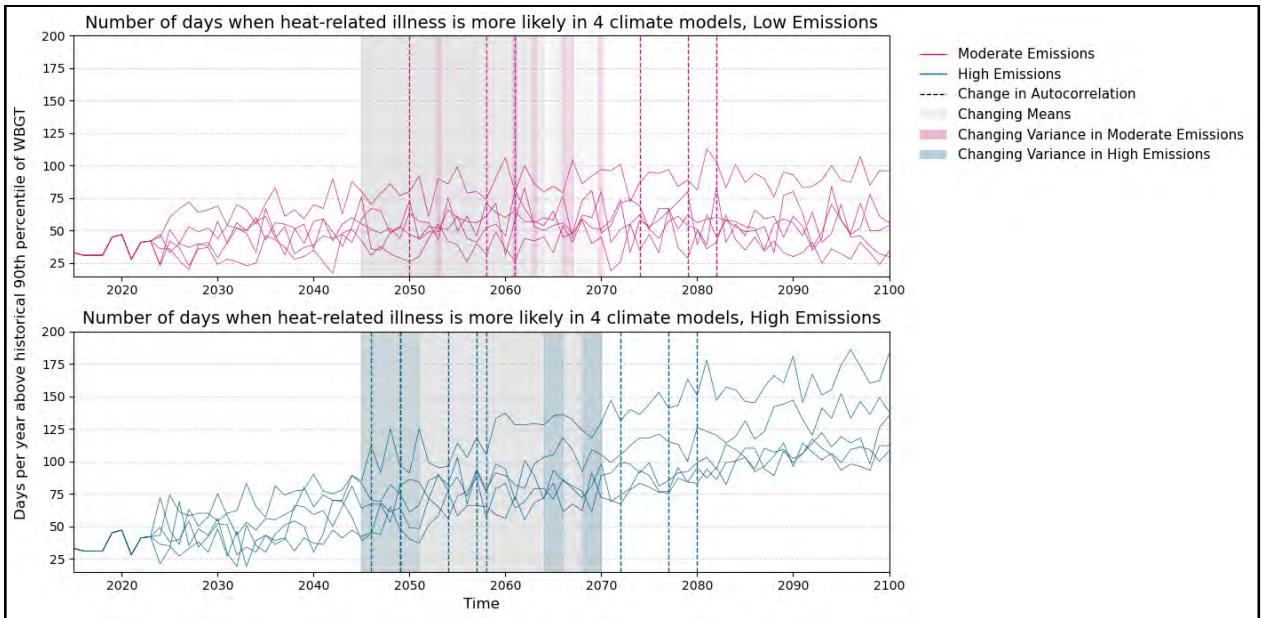 Number of days when heat-related illness is more likely in 4 climate models, Low Emissions
200
175
150
125
100
75
50
25
2020 2030 2040 2050 2060 2070 2080 2090 2100
Moderate Emissions
High Emissions
Change in Autocorrelation
Changing Means
Changing Variance in Moderate Emissions
Changing Variance in High Emissions
Days per year above historical 90th percentile of WBGT
Number of days when heat-related illness is more likely in 4 climate models, High Emissions
200
175
150
125
100
75
50
25
2020 2030 2040 2050 2060 2070 2080 2090 2100
Time